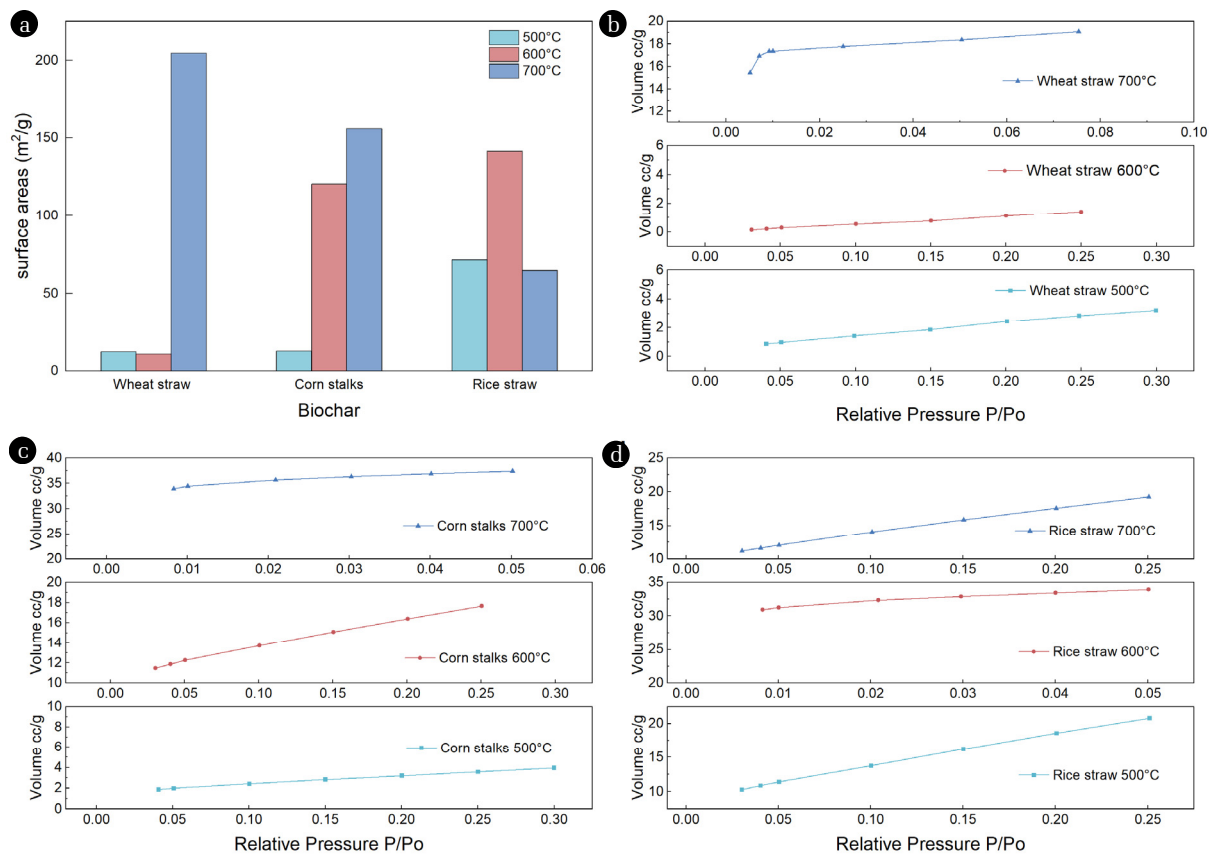 a
500°C
600°C
700°C
surface areas (m²/g)
200
150
100
50
0
Wheat straw
Corn stalks
Rice straw
Biochar
b
Volume cc/g
20
18
16
14
12
Wheat straw 700°C
0.00 0.02 0.04 0.06 0.08 0.10
Volume cc/g
6
4
2
0
Wheat straw 600°C
0.00 0.05 0.10 0.15 0.20 0.25 0.30
Volume cc/g
6
4
2
0
Wheat straw 500°C
0.00 0.05 0.10 0.15 0.20 0.25 0.30
Relative Pressure P/Po
c
Volume cc/g
40
35
30
25
20
Corn stalks 700°C
0.00 0.01 0.02 0.03 0.04 0.05 0.06
Volume cc/g
20
18
16
14
12
10
Corn stalks 600°C
0.00 0.05 0.10 0.15 0.20 0.25 0.30
Volume cc/g
10
8
6
4
2
0
Corn stalks 500°C
0.00 0.05 0.10 0.15 0.20 0.25 0.30
Relative Pressure P/Po
d
Volume cc/g
25
20
15
10
Rice straw 700°C
0.00 0.05 0.10 0.15 0.20 0.25
Volume cc/g
35
30
25
20
Rice straw 600°C
0.00 0.01 0.02 0.03 0.04 0.05
Volume cc/g
20
15
10
Rice straw 500°C
0.00 0.05 0.10 0.15 0.20 0.25
Relative Pressure P/Po